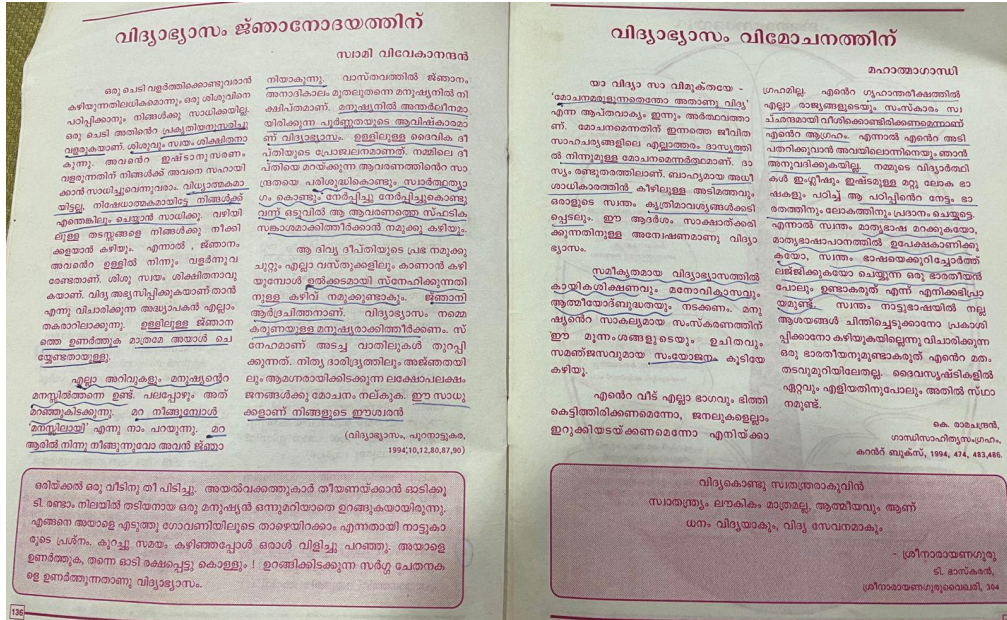 വിദ്യാഭ്യാസം ജ്ഞാനോദയത്തിന്
സ്വാമി വിവേകാനന്ദൻ
ഒരു ചെടി വളർത്തിക്കൊണ്ടുവരാൻ
കഴിയുന്നതിലധികമൊന്നും ഒരു ശിശുവിനെ
പഠിപ്പിക്കാനും നിങ്ങൾക്കു സാധിക്കയില്ല.
ഒരു ചെടി അതിന്റെ പ്രകൃതിയനുസരിച്ചു
വളരുകയാണ്. ശിശുവും സ്വയം ശിക്ഷിതനാ
കുന്നു. അവന്റെ ഇഷ്ടാനുസരണം
വളരുന്നതിന് നിങ്ങൾക്ക് അവനെ സഹായി
ക്കാൻ സാധിച്ചുവെന്നുവരാം. വിധ്യാത്മകമാ
യിട്ടല്ല, നിഷേധാത്മകമായിട്ടേ നിങ്ങൾക്ക്
എന്തെങ്കിലും ചെയ്യാൻ സാധിക്കൂ. വഴിയി
ലുള്ള തടസ്സങ്ങളെ നിങ്ങൾക്കു നീക്കി
ക്കളയാൻ കഴിയും. എന്നാൽ, ജ്ഞാനം
അവന്റെ ഉള്ളിൽ നിന്നും വളർന്നുവ
രേണ്ടതാണ്. ശിശു സ്വയം ശിക്ഷിതനാവു
കയാണ്. വിദ്യ അഭ്യസിപ്പിക്കുകയാണ് താൻ
എന്നു വിചാരിക്കുന്ന അദ്ധ്യാപകൻ എല്ലാം
തകരാറിലാക്കുന്നു. ഉള്ളിലുള്ള ജ്ഞാന
ത്തെ ഉണർത്തുക മാത്രമേ അയാൾ ചെ
യ്യേണ്ടതായുള്ളു.
എല്ലാ അറിവുകളും മനുഷ്യന്റെ
മനസ്സിൽത്തന്നെ ഉണ്ട്. പലപ്പോഴും അത്
മറഞ്ഞുകിടക്കുന്നു. മറ നീങ്ങുമ്പോൾ
'മനസ്സിലായി' എന്നു നാം പറയുന്നു. മറ
ആരിൽ നിന്നു നീങ്ങുന്നുവോ അവൻ ജ്ഞാ
നിയാകുന്നു. വാസ്തവത്തിൽ ജ്ഞാനം
അനാദികാലം മുതലുതന്നെ മനുഷ്യനിൽ നി
ക്ഷിപ്തമാണ്. മനുഷ്യനിൽ അന്തർലീനമാ
യിരിക്കുന്ന പൂർണ്ണതയുടെ ആവിഷ്കാരമാ
ണ് വിദ്യാഭ്യാസം. ഉള്ളിലുള്ള ദൈവിക ദീ
പ്തിയുടെ പ്രോജ്വലനമാണത്. നമ്മിലെ ദീ
പ്തിയെ മറയ്ക്കുന്ന ആവരണത്തിന്റെ സാ
ന്ദ്രതയെ പരിശുദ്ധികൊണ്ടും സ്വാർത്ഥത്യാ
ഗം കൊണ്ടും നേർപ്പിച്ചു നേർപ്പിച്ചുകൊണ്ടു
വന്ന് ഒടുവിൽ ആ ആവരണത്തെ സ്ഫടിക
സങ്കാശമാക്കിത്തീർക്കാൻ നമുക്കു കഴിയും.
ആ ദിവ്യ ദീപ്തിയുടെ പ്രഭ നമുക്കു
ചുറ്റും എല്ലാ വസ്തുക്കളിലും കാണാൻ കഴി
യുമ്പോൾ ഉൽക്കടമായി സ്നേഹിക്കുന്നതി
നുള്ള കഴിവ് നമുക്കുണ്ടാകും. ജ്ഞാനി
ആർദ്രചിത്തനാണ്. വിദ്യാഭ്യാസം നമ്മെ
കരുണയുള്ള മനുഷ്യരാക്കിത്തീർക്കണം. സ്
നേഹമാണ് അടച്ച വാതിലുകൾ തുറപ്പി
ക്കുന്നത്. നിത്യ ദാരിദ്ര്യത്തിലും അജ്ഞതയി
ലും ആമഗ്നരായിക്കിടക്കുന്ന ലക്ഷോപലക്ഷം
ജനങ്ങൾക്കു മോചനം നല്കുക. ഈ സാധു
ക്കളാണ് നിങ്ങളുടെ ഈശ്വരൻ
(വിദ്യാഭ്യാസം, പുറനാട്ടുകര,
1994;10,12,80,87,90)
ഒരിയ്ക്കൽ ഒരു വീടിനു തീ പിടിച്ചു. അയൽവക്കത്തുകാർ തീയണയ്ക്കാൻ ഓടിക്കൂ
ടി. രണ്ടാം നിലയിൽ തടിയനായ ഒരു മനുഷ്യൻ ഒന്നുമറിയാതെ ഉറങ്ങുകയായിരുന്നു.
എങ്ങനെ അയാളെ എടുത്തു ഗോവണിയിലൂടെ താഴെയിറക്കാം എന്നതായി നാട്ടുകാ
രുടെ പ്രശ്നം. കുറച്ചു സമയം കഴിഞ്ഞപ്പോൾ ഒരാൾ വിളിച്ചു പറഞ്ഞു. അയാളെ
ഉണർത്തുക, തന്നെ ഓടി രക്ഷപ്പെട്ടു കൊള്ളും ! ഉറങ്ങിക്കിടക്കുന്ന സർഗ്ഗ ചേതനക
ളെ ഉണർത്തുന്നതാണു വിദ്യാഭ്യാസം.
136
വിദ്യാഭ്യാസം വിമോചനത്തിന്
മഹാത്മാഗാന്ധി
യാ വിദ്യാ സാ വിമുക്തയേ -
'മോചനമരുളുന്നതെന്തോ അതാണു വിദ്യ'
എന്ന ആപ്തവാക്യം ഇന്നും അർത്ഥവത്താ
ണ്. മോചനമെന്നതിന് ഇന്നത്തെ ജീവിത
സാഹചര്യങ്ങളിലെ എല്ലാത്തരം ദാസ്യത്തി
ൽ നിന്നുമുള്ള മോചനമെന്നർത്ഥമാണ്. ദാ
സ്യം രണ്ടുതരത്തിലാണ്. ബാഹ്യമായ അധീ
ശാധികാരത്തിൻ കീഴിലുള്ള അടിമത്തവും
ഒരാളുടെ സ്വന്തം കൃത്രിമാവശ്യങ്ങൾക്കടി
പ്പെടലും. ഈ ആദർശം സാക്ഷാത്ക്കരി
ക്കുന്നതിനുള്ള അന്വേഷണമാണു വിദ്യാ
ഭ്യാസം.
സമീകൃതമായ വിദ്യാഭ്യാസത്തിൽ
കായികശിക്ഷണവും മനോവികാസവും
ആത്മീയോദ്ബുദ്ധതയും നടക്കണം. മനു
ഷ്യന്റെ സാകല്യമായ സംസ്കരണത്തിന്
ഈ മൂന്നംശങ്ങളുടെയും ഉചിതവും
സമഞ്ജസവുമായ സംയോജനം കൂടിയേ
കഴിയൂ.
എന്റെ വീട് എല്ലാ ഭാഗവും ഭിത്തി
കെട്ടിത്തിരിക്കണമെന്നോ, ജനലുകളെല്ലാം
ഇറുക്കിയടയ്ക്കണമെന്നോ എനിയ്ക്കാ
ഗ്രഹമില്ല. എന്റെ ഗൃഹാന്തരീക്ഷത്തിൽ
എല്ലാ രാജ്യങ്ങളുടെയും സംസ്കാരം സ്വ
ച്ഛന്ദമായി വീശിക്കൊണ്ടിരിക്കണമെന്നാണ്
എന്റെ ആഗ്രഹം. എന്നാൽ എന്റെ അടി
പതറിക്കുവാൻ അവയിലൊന്നിനെയും ഞാൻ
അനുവദിക്കുകയില്ല. നമ്മുടെ വിദ്യാർത്ഥി
കൾ ഇംഗ്ലീഷും ഇഷ്ടമുള്ള മറ്റു ലോക ഭാ
ഷകളും പഠിച്ച് ആ പഠിപ്പിന്റെ നേട്ടം ഭാ
രതത്തിനും ലോകത്തിനും പ്രദാനം ചെയ്യട്ടെ.
എന്നാൽ സ്വന്തം മാതൃഭാഷ മറക്കുകയോ,
മാതൃഭാഷാപഠനത്തിൽ ഉപേക്ഷകാണിക്കു
കയോ, സ്വന്തം ഭാഷയെക്കുറിച്ചോർത്ത്
ലജ്ജിക്കുകയോ ചെയ്യുന്ന ഒരു ഭാരതീയൻ
പോലും ഉണ്ടാകരുത് എന്ന് എനിക്കഭിപ്രാ
യമുണ്ട്. സ്വന്തം നാട്ടുഭാഷയിൽ നല്ല
ആശയങ്ങൾ ചിന്തിച്ചെടുക്കാനോ പ്രകാശി
പ്പിക്കാനോ കഴിയുകയില്ലെന്നു വിചാരിക്കുന്ന
ഒരു ഭാരതീയനുമുണ്ടാകരുത് എന്റെ മതം
തടവുമുറിയിലേതല്ല. ദൈവസൃഷ്ടികളിൽ
ഏറ്റവും എളിയതിനുപോലും അതിൽ സ്ഥാ
നമുണ്ട്.
കെ. രാമചന്ദ്രൻ,
ഗാന്ധിസാഹിത്യസംഗ്രഹം,
കറന്റ് ബുക്സ്, 1994, 474, 483,486.
വിദ്യകൊണ്ടു സ്വതന്ത്രരാകുവിൻ
സ്വാതന്ത്ര്യം ലൗകികം മാത്രമല്ല, ആത്മീയവും ആണ്
ധനം വിദ്യയാകും, വിദ്യ സേവനമാകും
- ശ്രീനാരായണഗുരു
ടി. ഭാസ്കരൻ,
ശ്രീനാരായണഗുരുവൈഖരി, 304